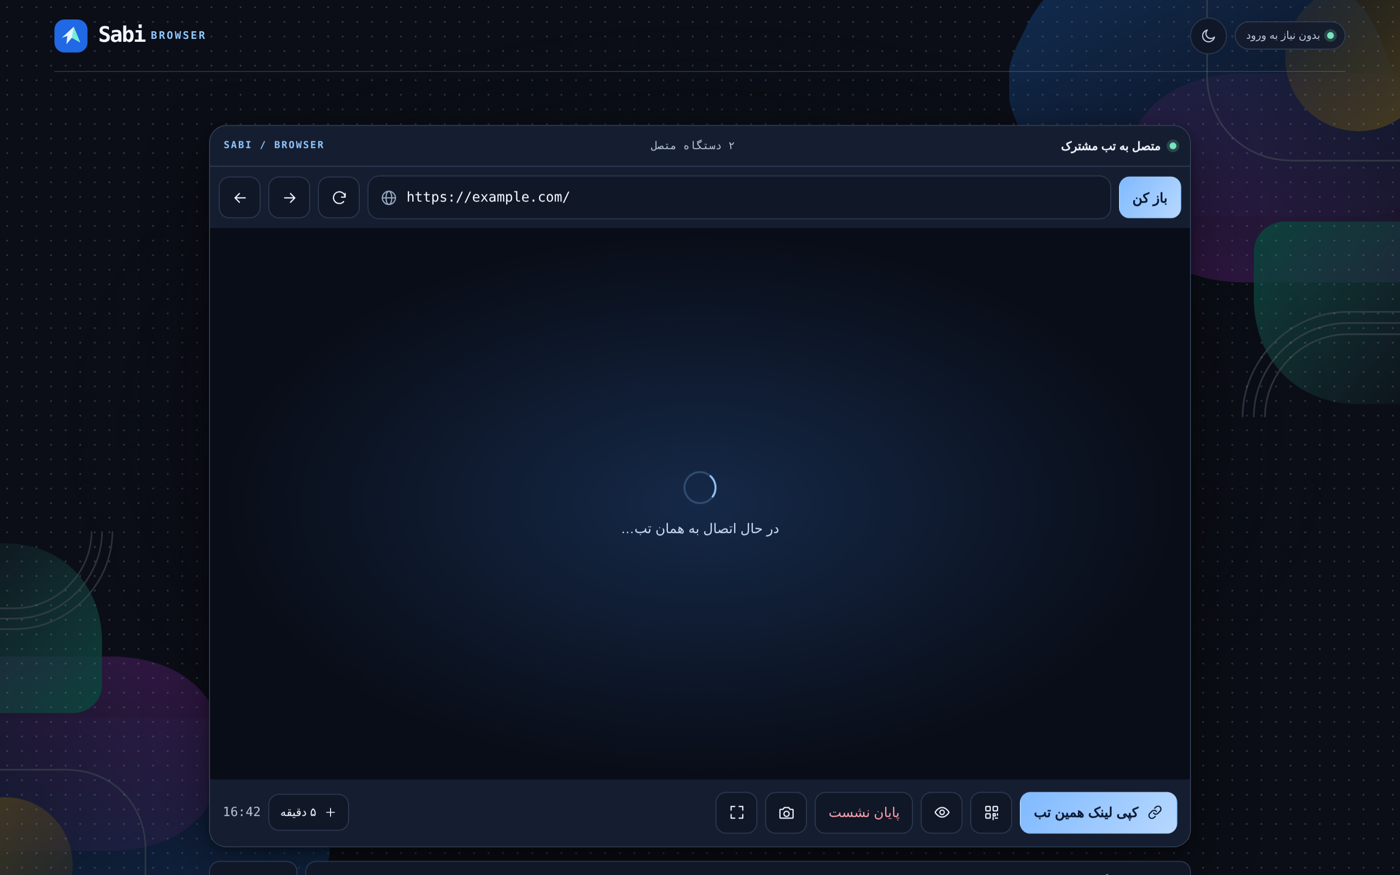 Sabi BROWSER
بدون نیاز به ورود
SABI / BROWSER
۲ دستگاه متصل
متصل به تب مشترک
https://example.com/
باز کن
در حال اتصال به همان تب...
16:42
۵ دقیقه
پایان نشست
کپی لینک همین تب